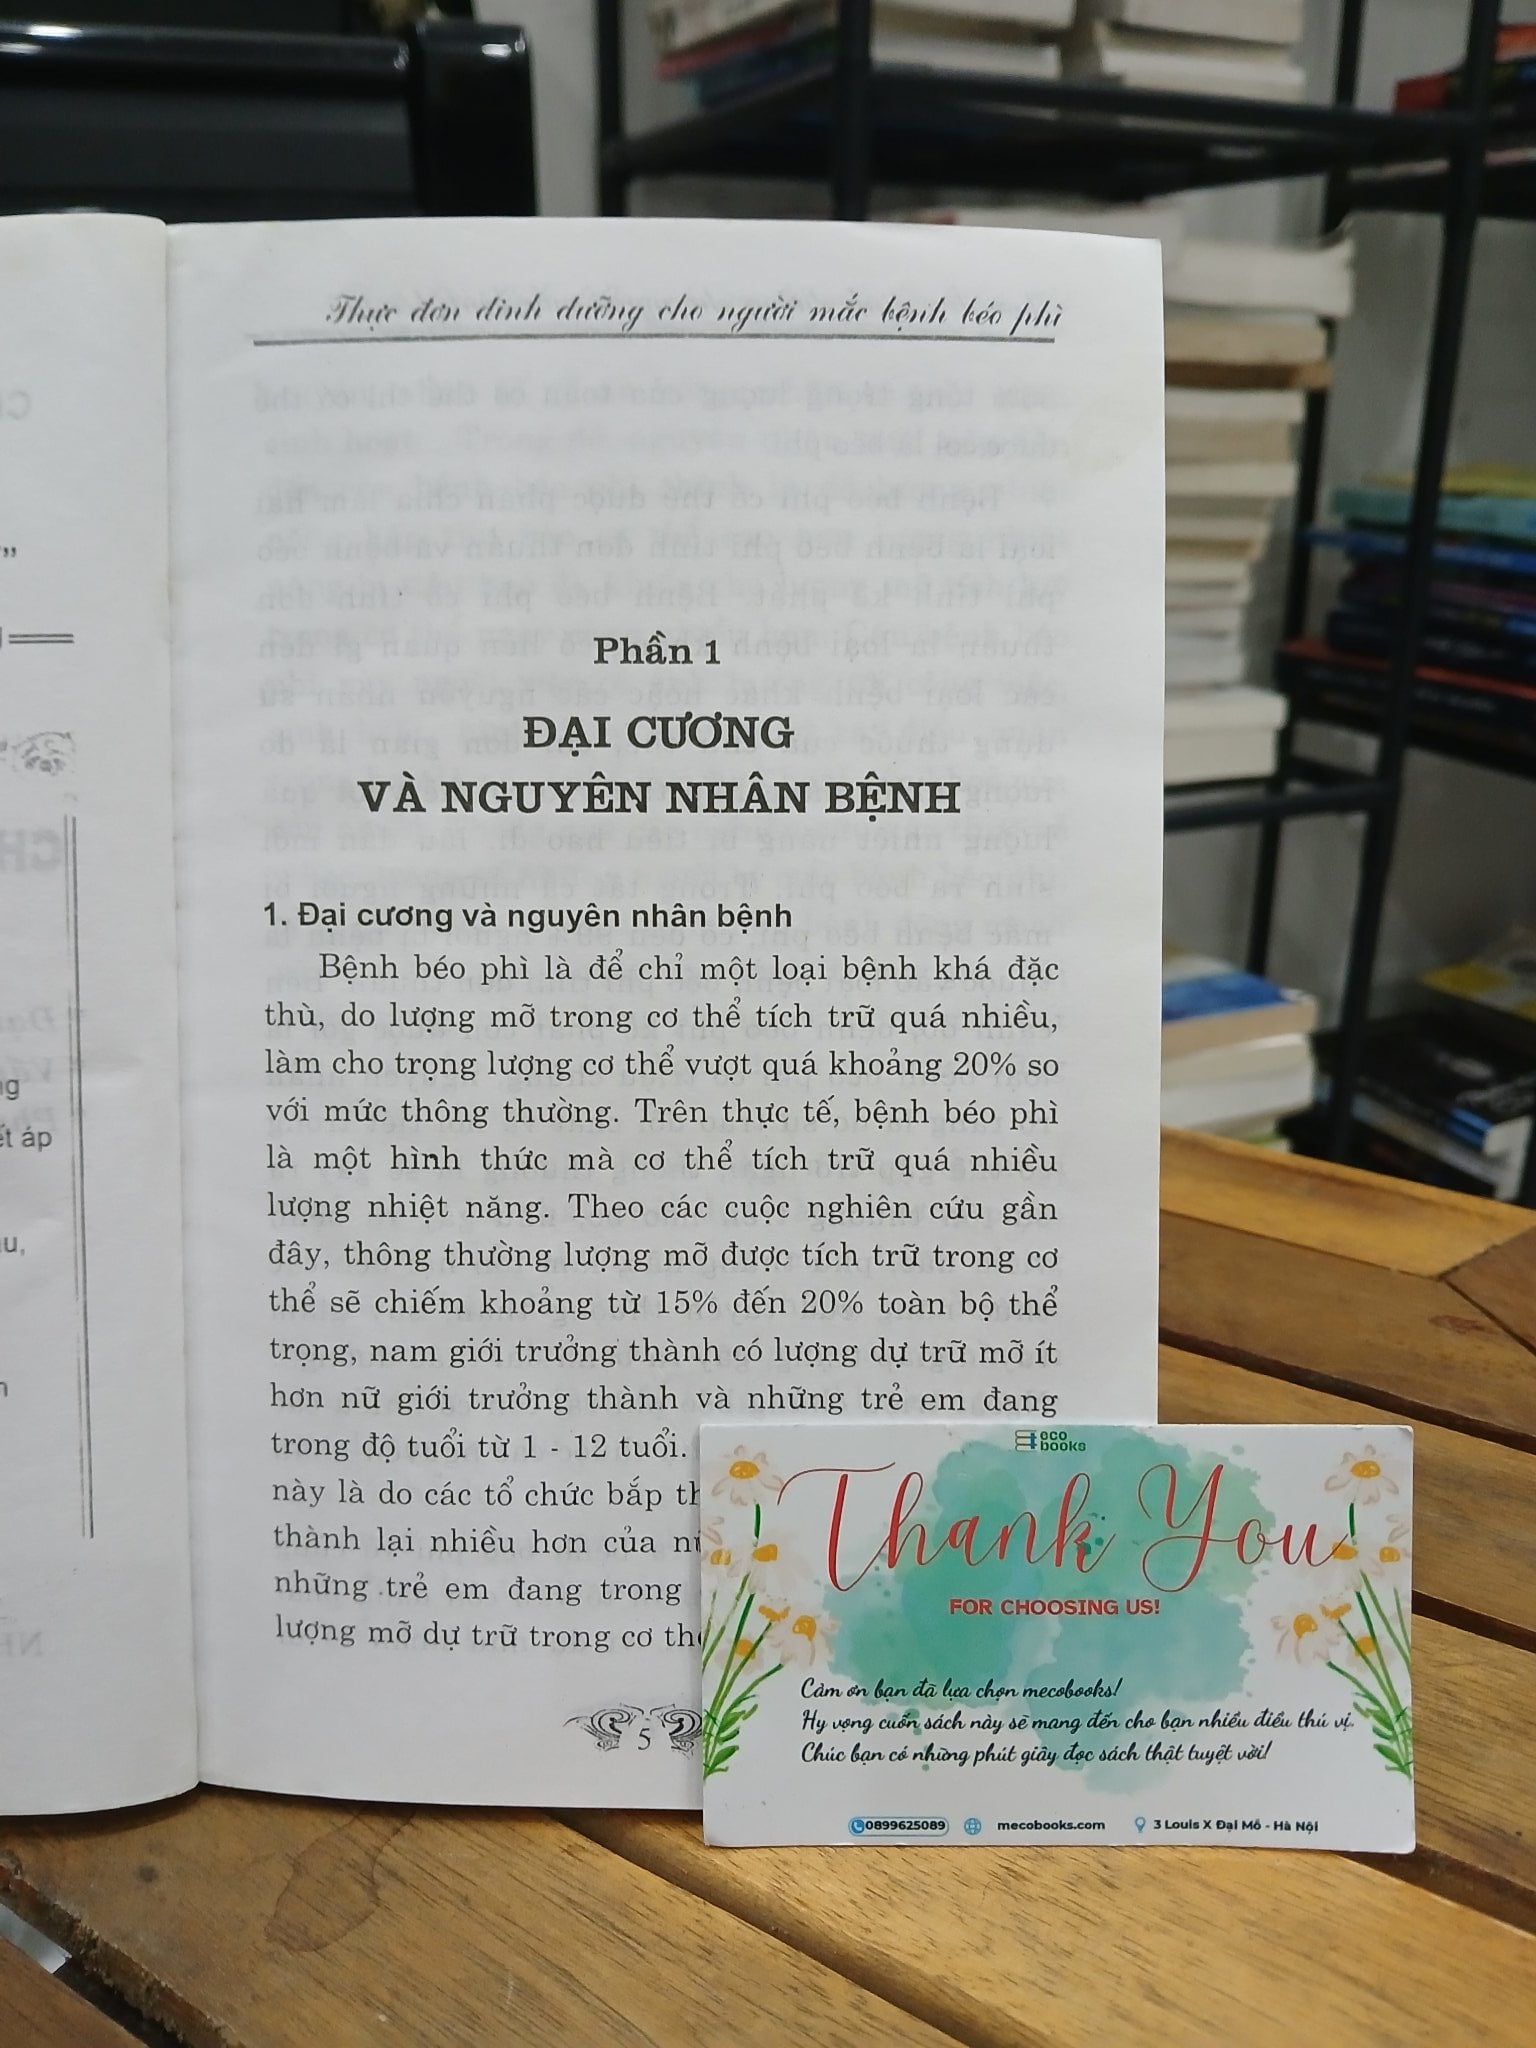 Thực đơn dinh dưỡng cho người mắc bệnh béo phì
Phần 1
ĐẠI CƯƠNG
VÀ NGUYÊN NHÂN BỆNH
1. Đại cương và nguyên nhân bệnh
Bệnh béo phì là để chỉ một loại bệnh khá đặc
thù, do lượng mỡ trong cơ thể tích trữ quá nhiều,
làm cho trọng lượng cơ thể vượt quá khoảng 20% so
với mức thông thường. Trên thực tế, bệnh béo phì
là một hình thức mà cơ thể tích trữ quá nhiều
lượng nhiệt năng. Theo các cuộc nghiên cứu gần
đây, thông thường lượng mỡ được tích trữ trong cơ
thể sẽ chiếm khoảng từ 15% đến 20% toàn bộ thể
trọng, nam giới trưởng thành có lượng dự trữ mỡ ít
hơn nữ giới trưởng thành và những trẻ em đang
trong độ tuổi từ 1 - 12 tuổi.
này là do các tổ chức bắp
thành lại nhiều hơn của
những trẻ em đang trong
lượng mỡ dự trữ trong cơ
5
ết áp
eco
books
Thank You
FOR CHOOSING US!
Cảm ơn bạn đã lựa chọn mecobooks!
Hy vọng cuốn sách này sẽ mang đến cho bạn nhiều điều thú vị.
Chúc bạn có những phút giây đọc sách thật tuyệt vời!
0899625089 mecobooks.com 3 Louis X Đại Mỗ - Hà Nội